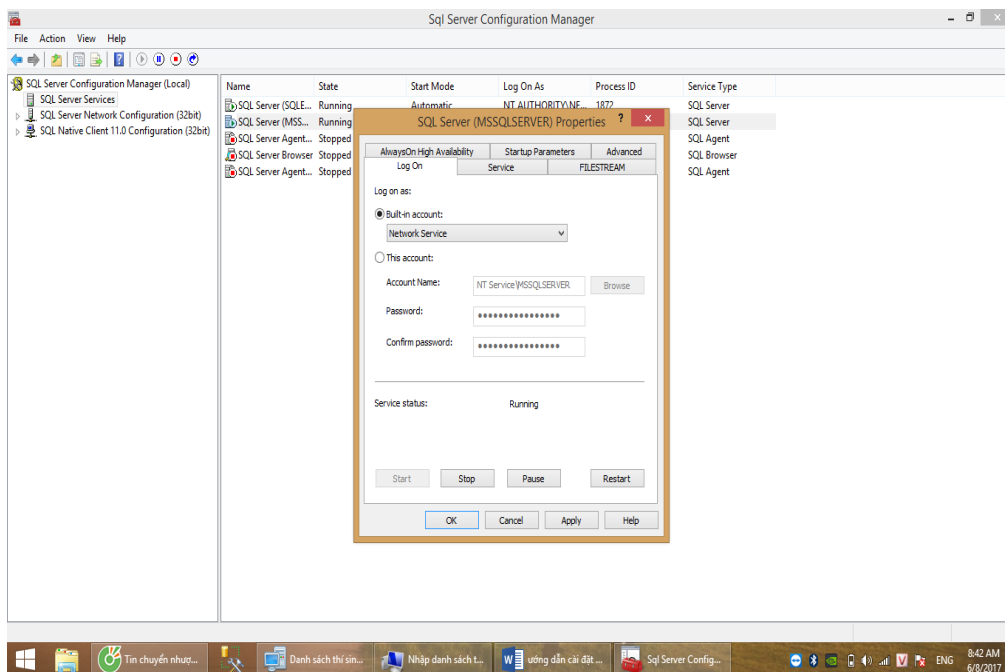 Sql Server Configuration Manager
File Action View Help
SQL Server Configuration Manager (Local)
SQL Server Services
SQL Server Network Configuration (32bit)
SQL Native Client 11.0 Configuration (32bit)
Name State Start Mode Log On As Process ID Service Type
SQL Server (SQLE... Running Automatic NT AUTHORITY\NE... 1872 SQL Server
SQL Server (MSS... Running SQL Server
SQL Server Agent... Stopped SQL Agent
SQL Server Browser Stopped SQL Browser
SQL Server Agent... Stopped SQL Agent
SQL Server (MSSQLSERVER) Properties ? x
AlwaysOn High Availability Startup Parameters Advanced
Log On Service FILESTREAM
Log on as:
Built-in account:
Network Service
This account:
Account Name: NT Service\MSSQLSERVER Browse
Password: ••••••••••••••••
Confirm password: ••••••••••••••••
Service status: Running
Start Stop Pause Restart
OK Cancel Apply Help
Tin chuyển nhượ... Danh sách thí sin... Nhập danh sách t... ướng dẫn cài đặt ... Sql Server Config... ENG 8:42 AM
6/8/2017